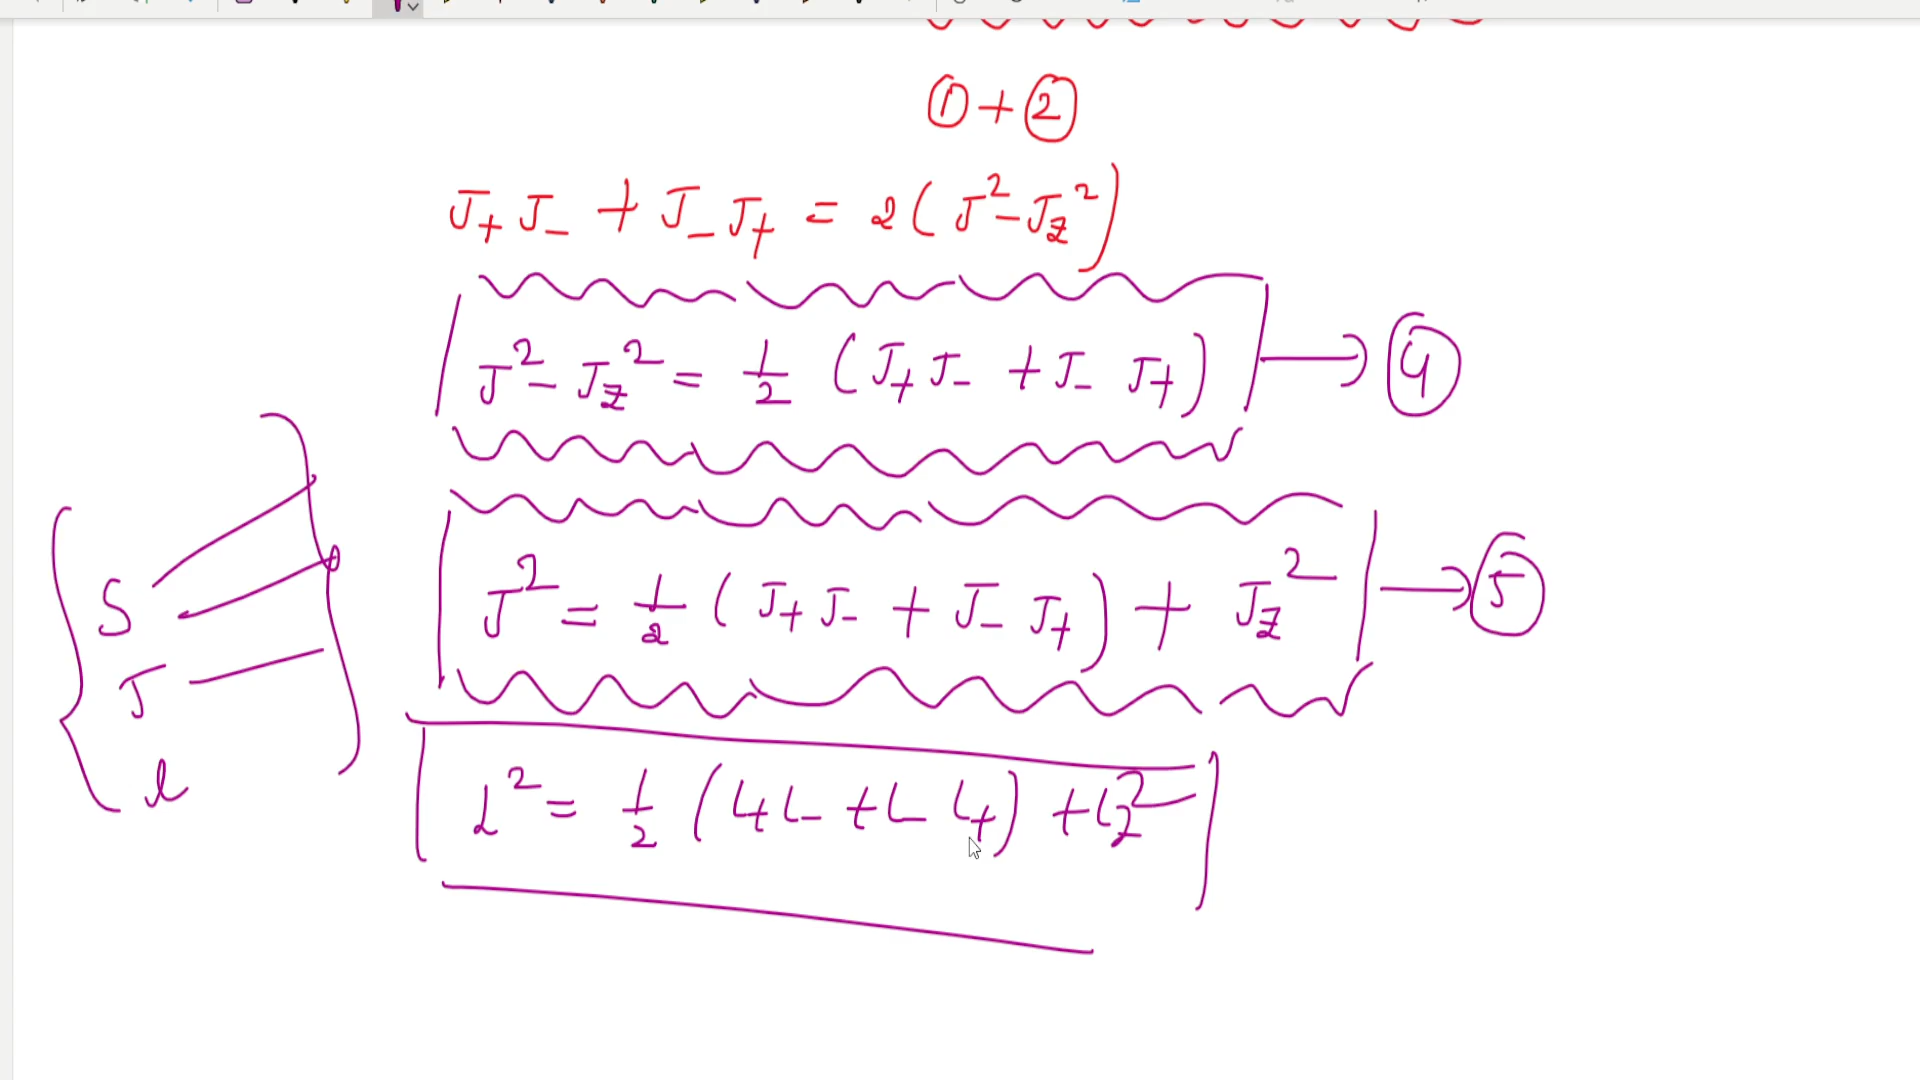 ① + ②
J₊ J₋ + J₋ J₊ = 2 ( J² - J_z² )
J² - J_z² = 1/2 ( J₊ J₋ + J₋ J₊ ) → ④
J² = 1/2 ( J₊ J₋ + J₋ J₊ ) + J_z² → ⑤
S
J
L² = 1/2 ( L₊ L₋ + L₋ L₊ ) + L_z²
l